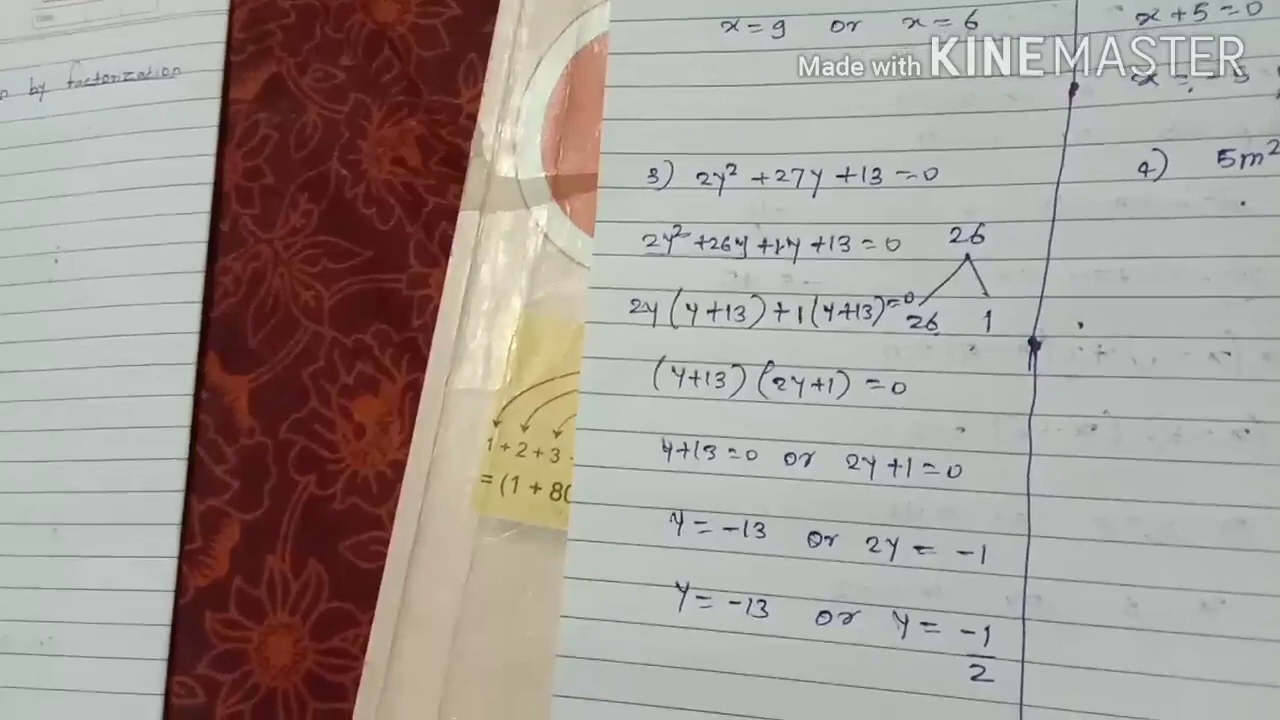 by factorization
x = 9 or x = 6
x + 5 = 0
Made with KINEMASTER
3) 2y² + 27y + 13 = 0
4) 5m²
2y² + 26y + 1y + 13 = 0
26
2y (y+13) + 1 (y+13) = 0
26 1
(y+13) (2y+1) = 0
1 + 2 + 3
= (1 + 80
y+13 = 0 or 2y+1 = 0
y = -13 or 2y = -1
y = -13 or y = -1
2